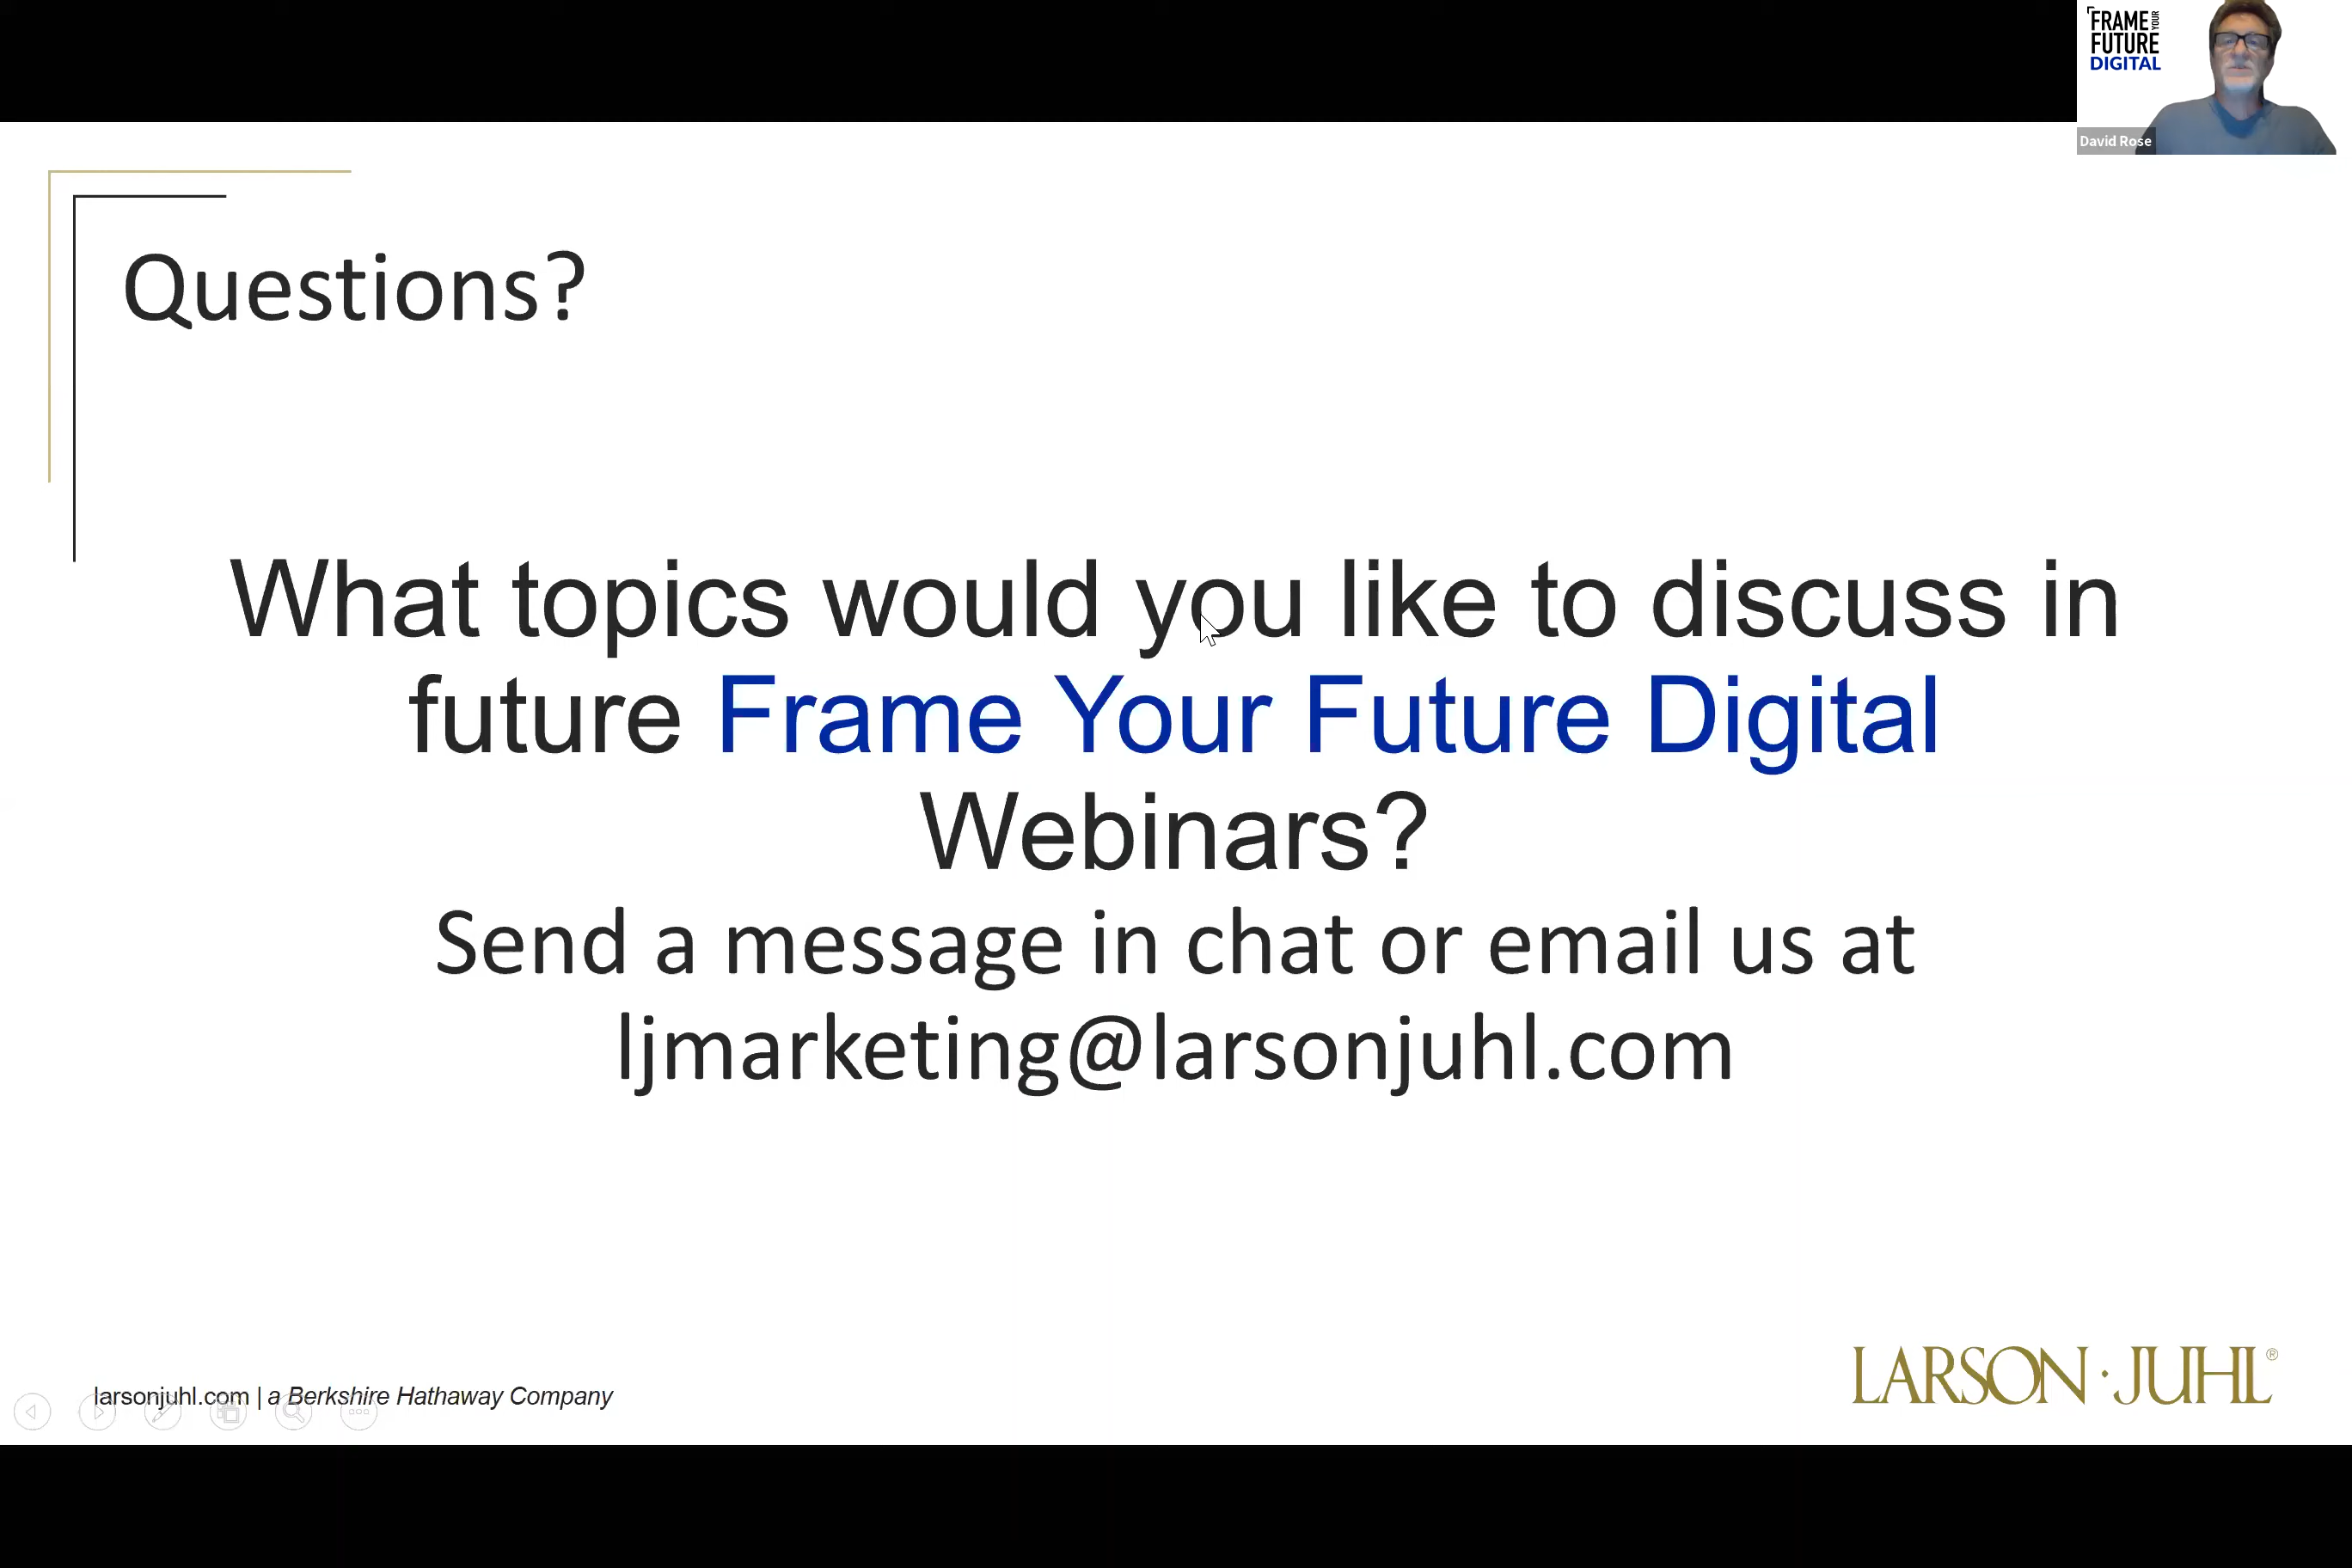 FRAME YOUR
FUTURE
DIGITAL
David Rose
Questions?
What topics would you like to discuss in
future Frame Your Future Digital
Webinars?
Send a message in chat or email us at
ljmarketing@larsonjuhl.com
larsonjuhl.com | a Berkshire Hathaway Company
LARSON·JUHL®